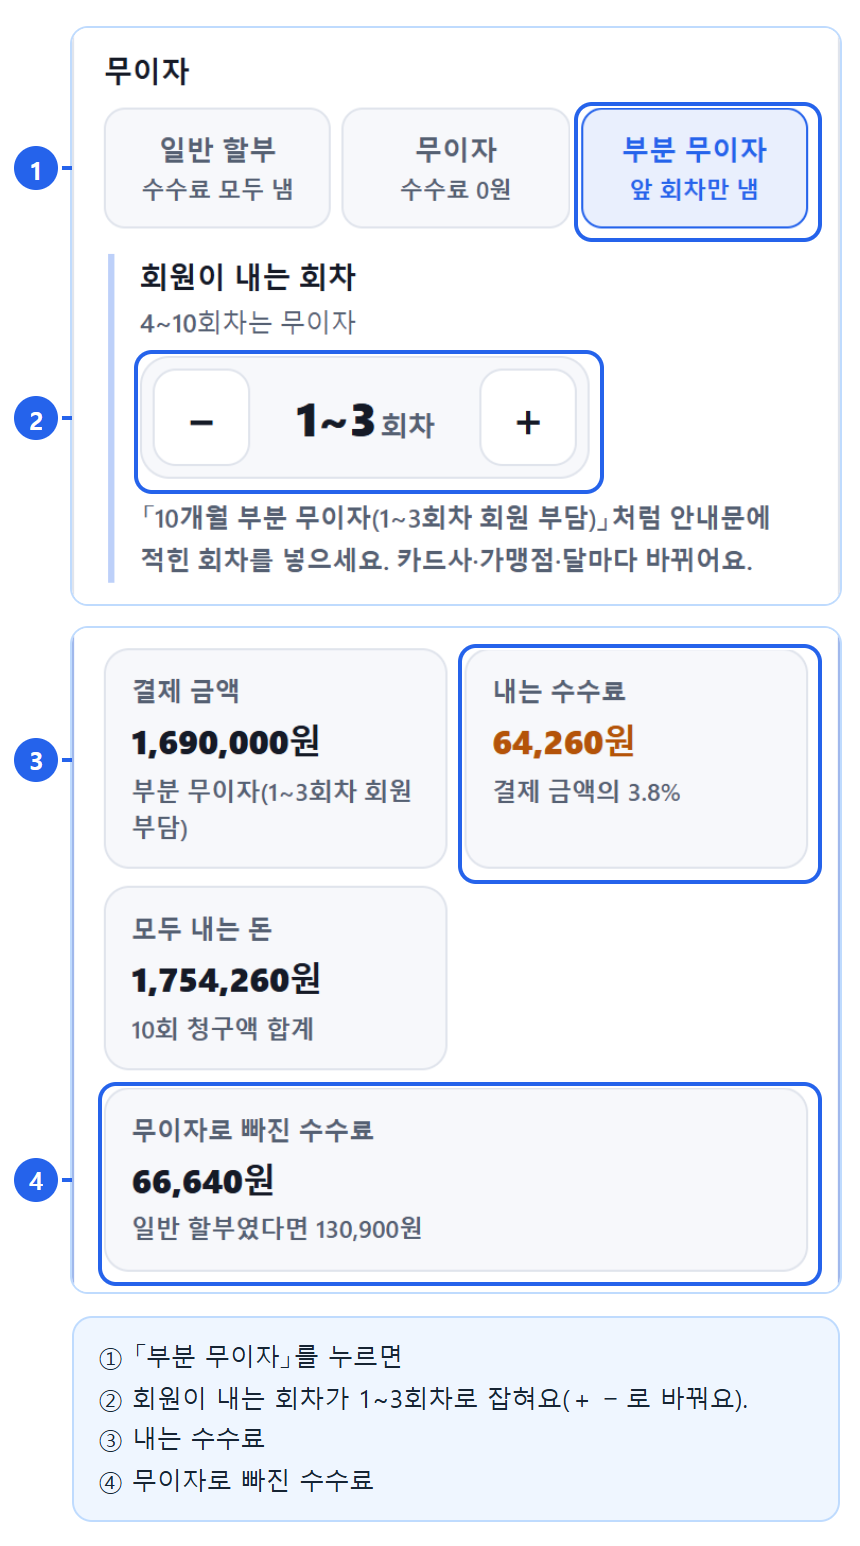 무이자
일반 할부
수수료 모두 냄
무이자
수수료 0원
부분 무이자
앞 회차만 냄
1
회원이 내는 회차
4~10회차는 무이자
2
− 1~3 회차 +
「10개월 부분 무이자(1~3회차 회원 부담)」처럼 안내문에
적힌 회차를 넣으세요. 카드사·가맹점·달마다 바뀌어요.
결제 금액
1,690,000원
부분 무이자(1~3회차 회원
부담)
3
내는 수수료
64,260원
결제 금액의 3.8%
모두 내는 돈
1,754,260원
10회 청구액 합계
4
무이자로 빠진 수수료
66,640원
일반 할부였다면 130,900원
① 「부분 무이자」를 누르면
② 회원이 내는 회차가 1~3회차로 잡혀요(+ − 로 바꿔요).
③ 내는 수수료
④ 무이자로 빠진 수수료